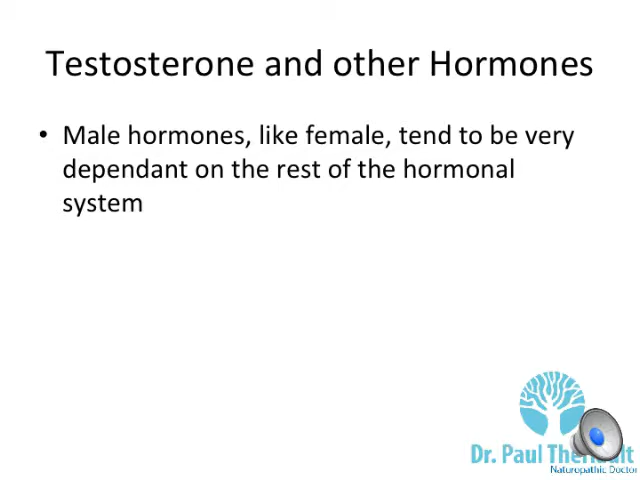 Testosterone and other Hormones
• Male hormones, like female, tend to be very
dependant on the rest of the hormonal
system
Dr. Paul
Naturopathic Doctor